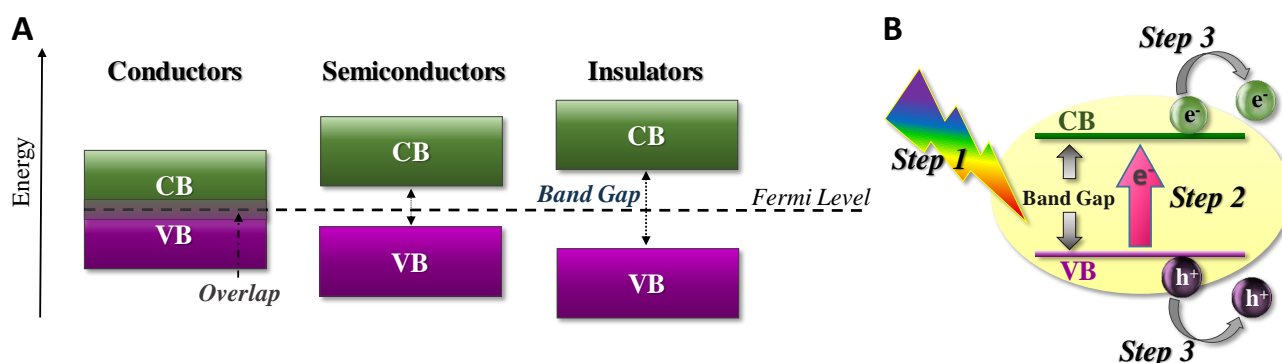 A
Conductors
Semiconductors
Insulators
Energy
CB
VB
Overlap
CB
VB
CB
Band Gap
VB
Fermi Level
B
Step 3
e-
e-
CB
Step 1
e-
Band Gap
Step 2
VB
h+
h+
Step 3